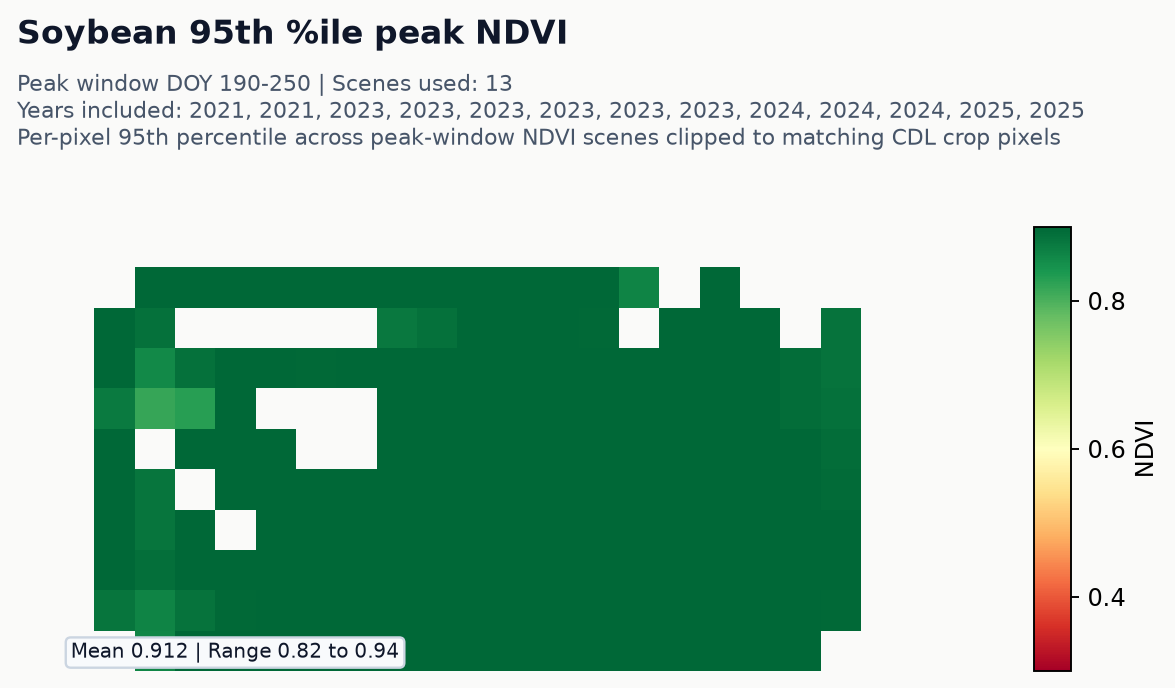 Soybean 95th %ile peak NDVI
Peak window DOY 190-250 | Scenes used: 13
Years included: 2021, 2021, 2023, 2023, 2023, 2023, 2023, 2023, 2024, 2024, 2024, 2025, 2025
Per-pixel 95th percentile across peak-window NDVI scenes clipped to matching CDL crop pixels
0.8
0.6
0.4
NDVI
Mean 0.912 | Range 0.82 to 0.94